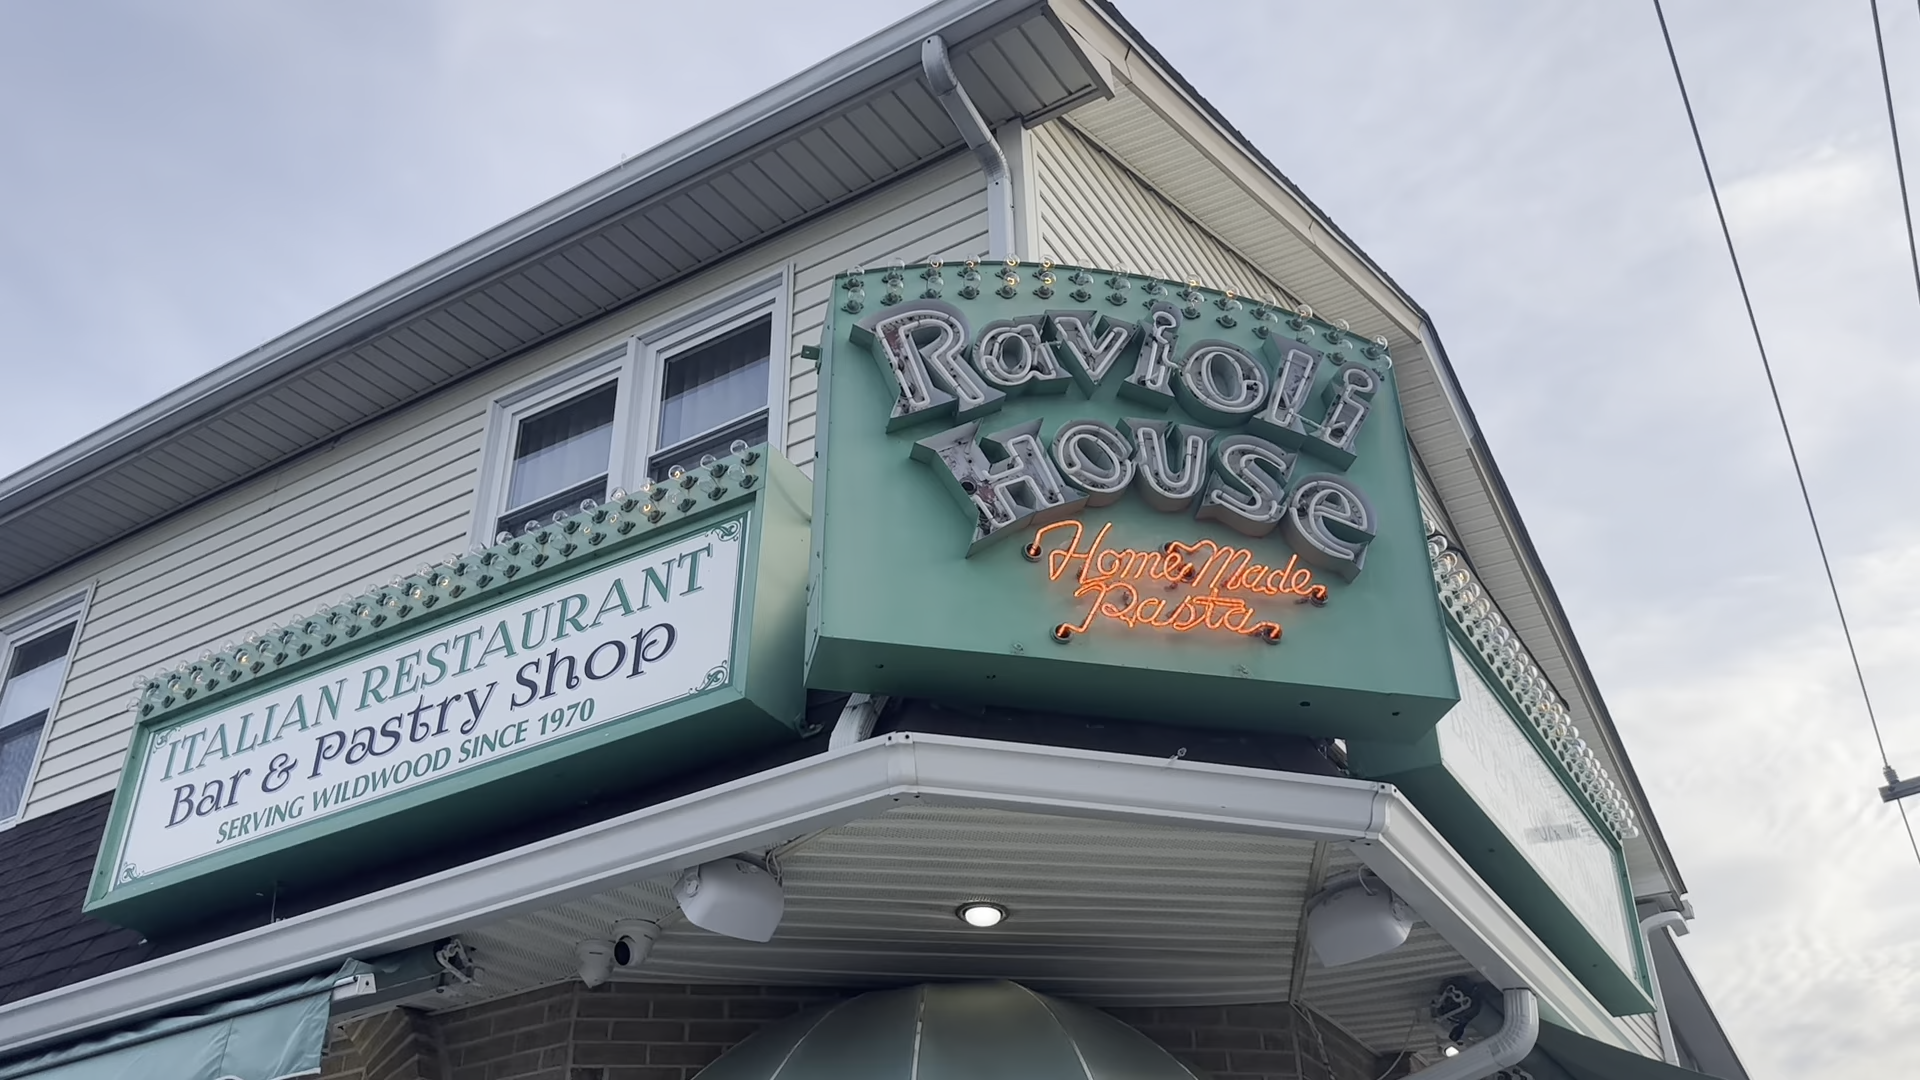 Ravioli
House
Home Made
Pasta
ITALIAN RESTAURANT
Bar & Pastry Shop
SERVING WILDWOOD SINCE 1970